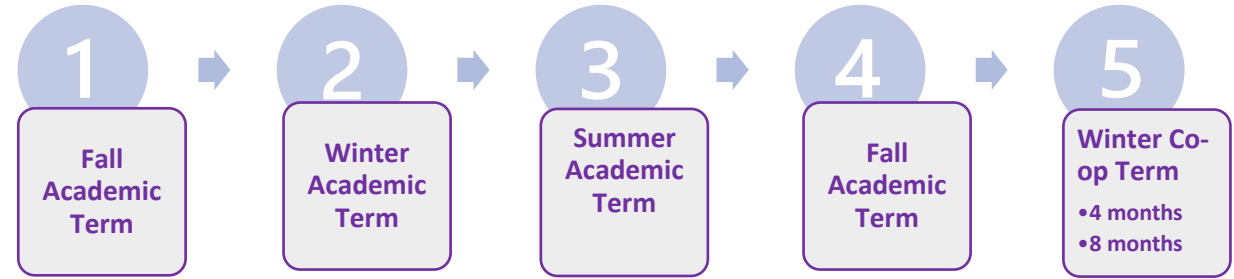 1
Fall
Academic
Term
2
Winter
Academic
Term
3
Summer
Academic
Term
4
Fall
Academic
Term
5
Winter Co-
op Term
•4 months
•8 months